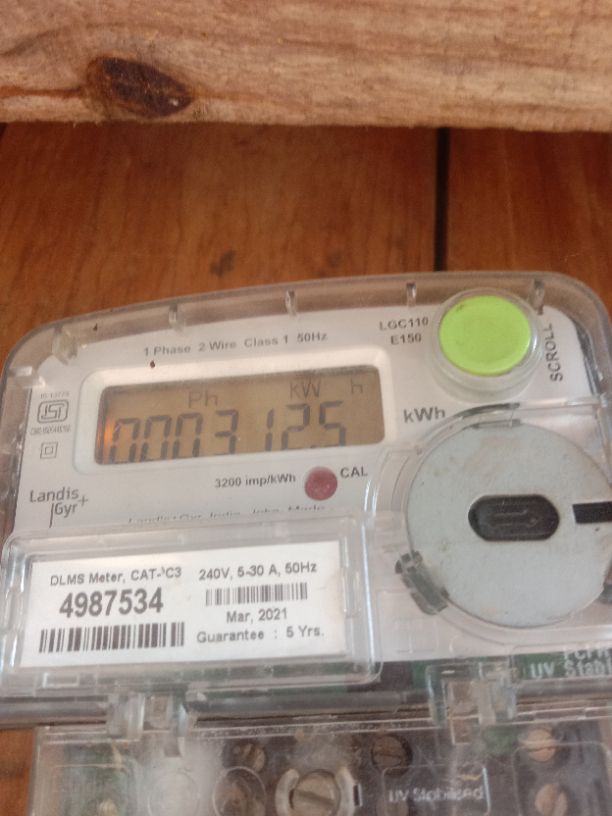 1 Phase 2 Wire Class 1 50Hz
LGC110
E150
SCROLL
Ph kW h
0003125
kWh
3200 imp/kWh
CAL
Landis
Gyr+
DLMS Meter, CAT-C3
4987534
240V, 5-30 A, 50Hz
Mar, 2021
Guarantee : 5 Yrs.
UV Stabilised